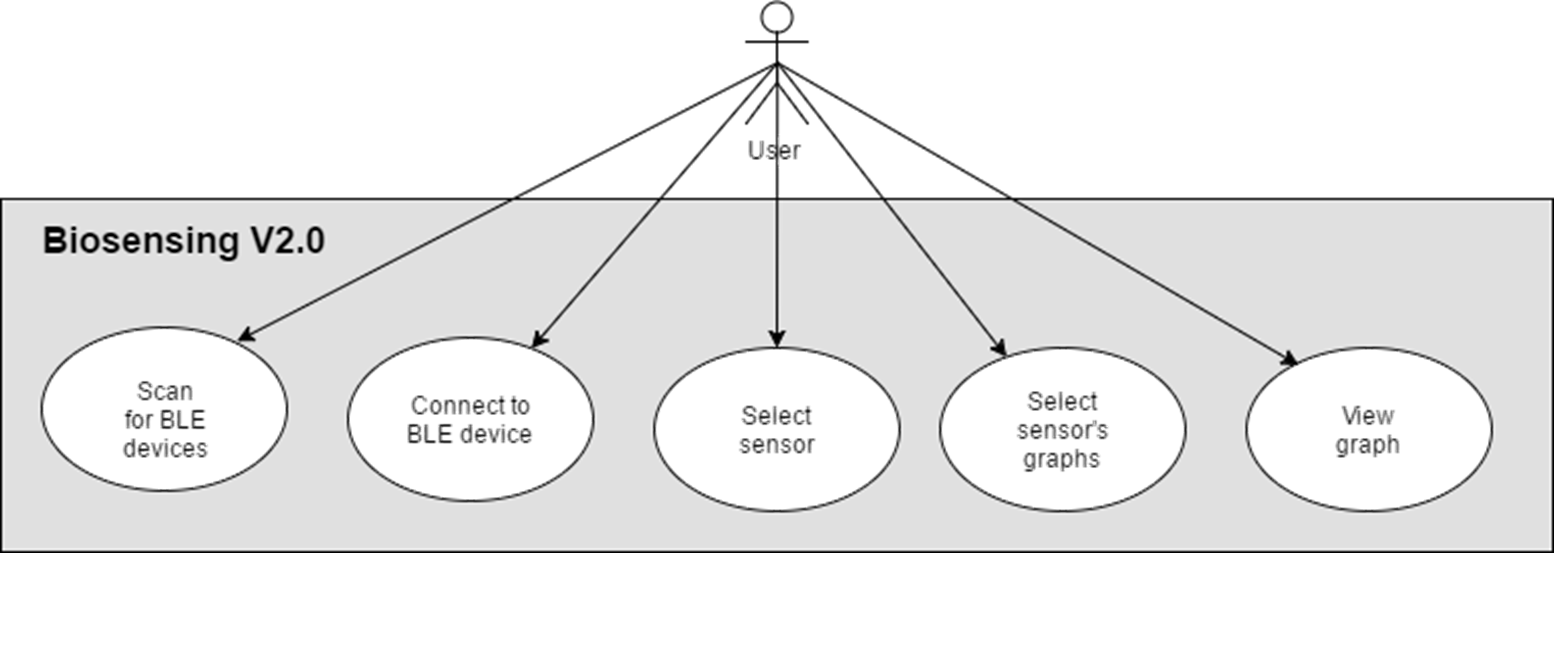 User
Biosensing V2.0
Scan
for BLE
devices
Connect to
BLE device
Select
sensor
Select
sensor's
graphs
View
graph